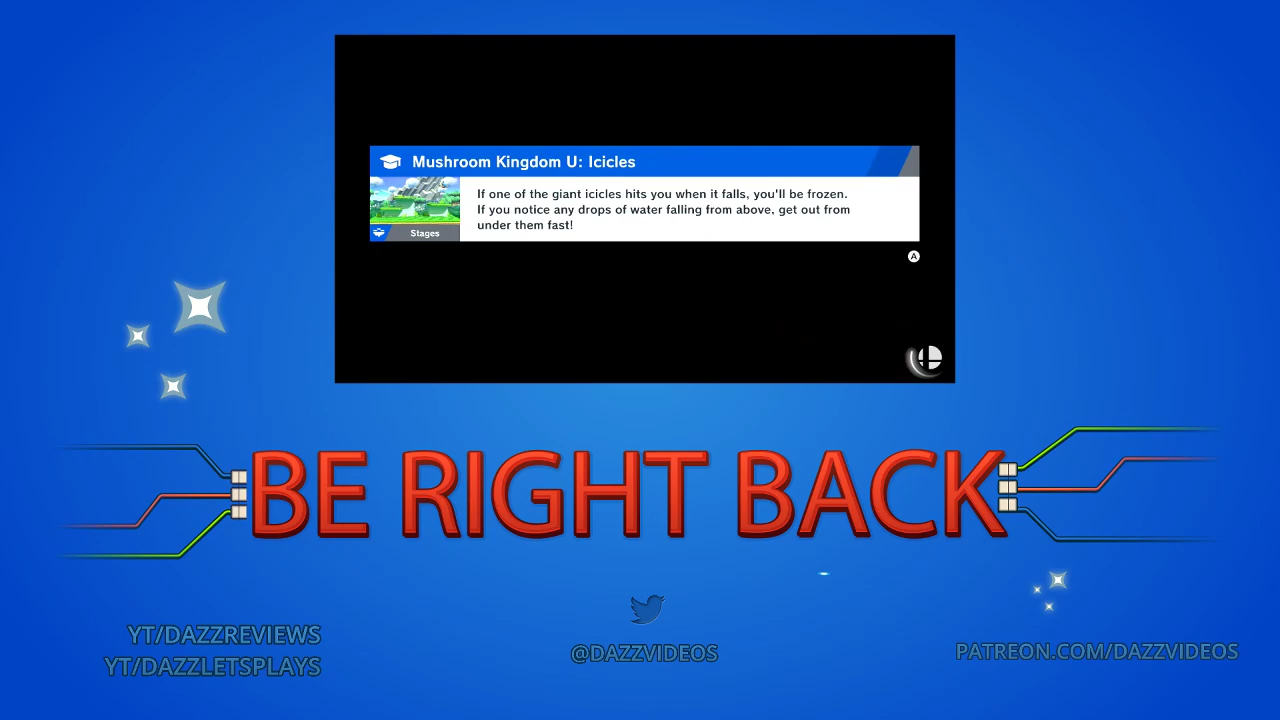 Mushroom Kingdom U: Icicles
If one of the giant icicles hits you when it falls, you'll be frozen.
If you notice any drops of water falling from above, get out from
under them fast!
Stages
A
BE RIGHT BACK
YT/DAZZREVIEWS
YT/DAZZLETSPLAYS
@DAZZVIDEOS
PATREON.COM/DAZZVIDEOS